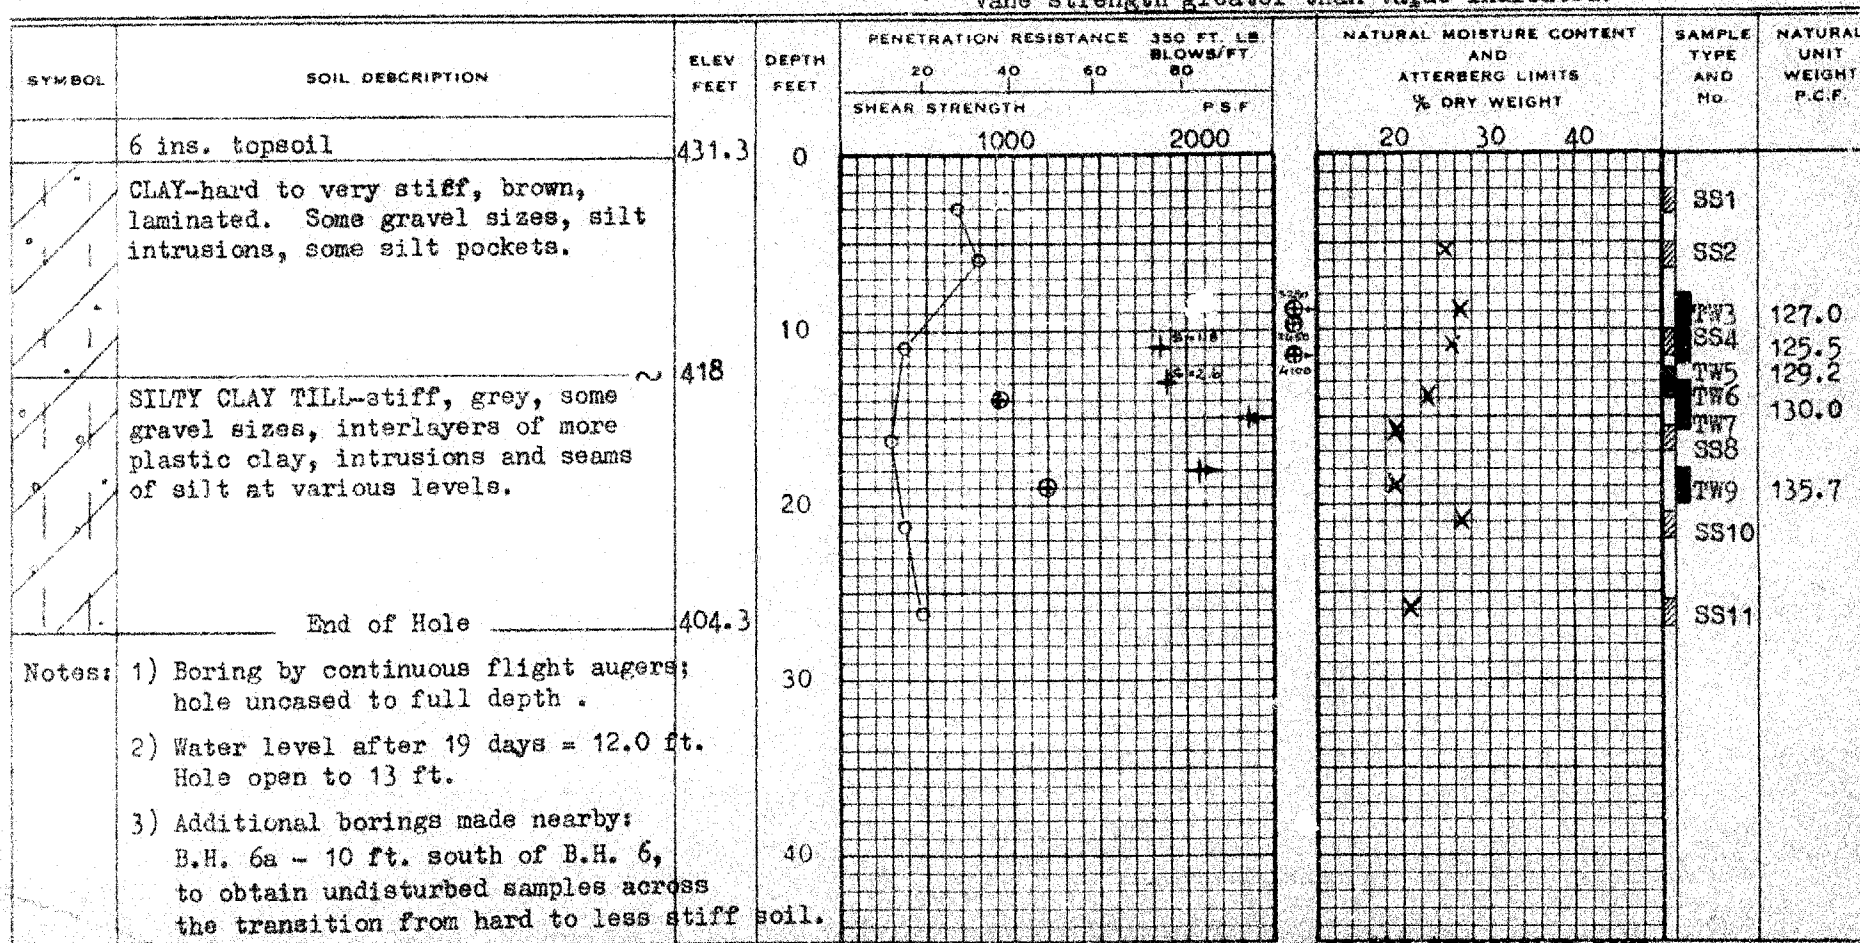 SYMBOL
SOIL DESCRIPTION
ELEV
FEET
DEPTH
FEET
PENETRATION RESISTANCE 350 FT. LB.
BLOWS/FT.
20 40 60 80
SHEAR STRENGTH P.S.F
1000 2000
NATURAL MOISTURE CONTENT
AND
ATTERBERG LIMITS
% DRY WEIGHT
20 30 40
SAMPLE
TYPE
AND
No.
NATURAL
UNIT
WEIGHT
P.C.F.
6 ins. topsoil
431.3
0
CLAY-hard to very stiff, brown,
laminated. Some gravel sizes, silt
intrusions, some silt pockets.
10
~ 418
SILTY CLAY TILL-stiff, grey, some
gravel sizes, interlayers of more
plastic clay, intrusions and seams
of silt at various levels.
20
End of Hole
404.3
S=1.8
S=2.0
4100
SS1
SS2
TW3 127.0
SS4 125.5
TW5 129.2
TW6
130.0
TW7
SS8
TW9 135.7
SS10
SS11
Notes: 1) Boring by continuous flight augers;
hole uncased to full depth .
30
2) Water level after 19 days = 12.0 ft.
Hole open to 13 ft.
3) Additional borings made nearby:
B.H. 6a - 10 ft. south of B.H. 6,
40
to obtain undisturbed samples across
the transition from hard to less stiff soil.